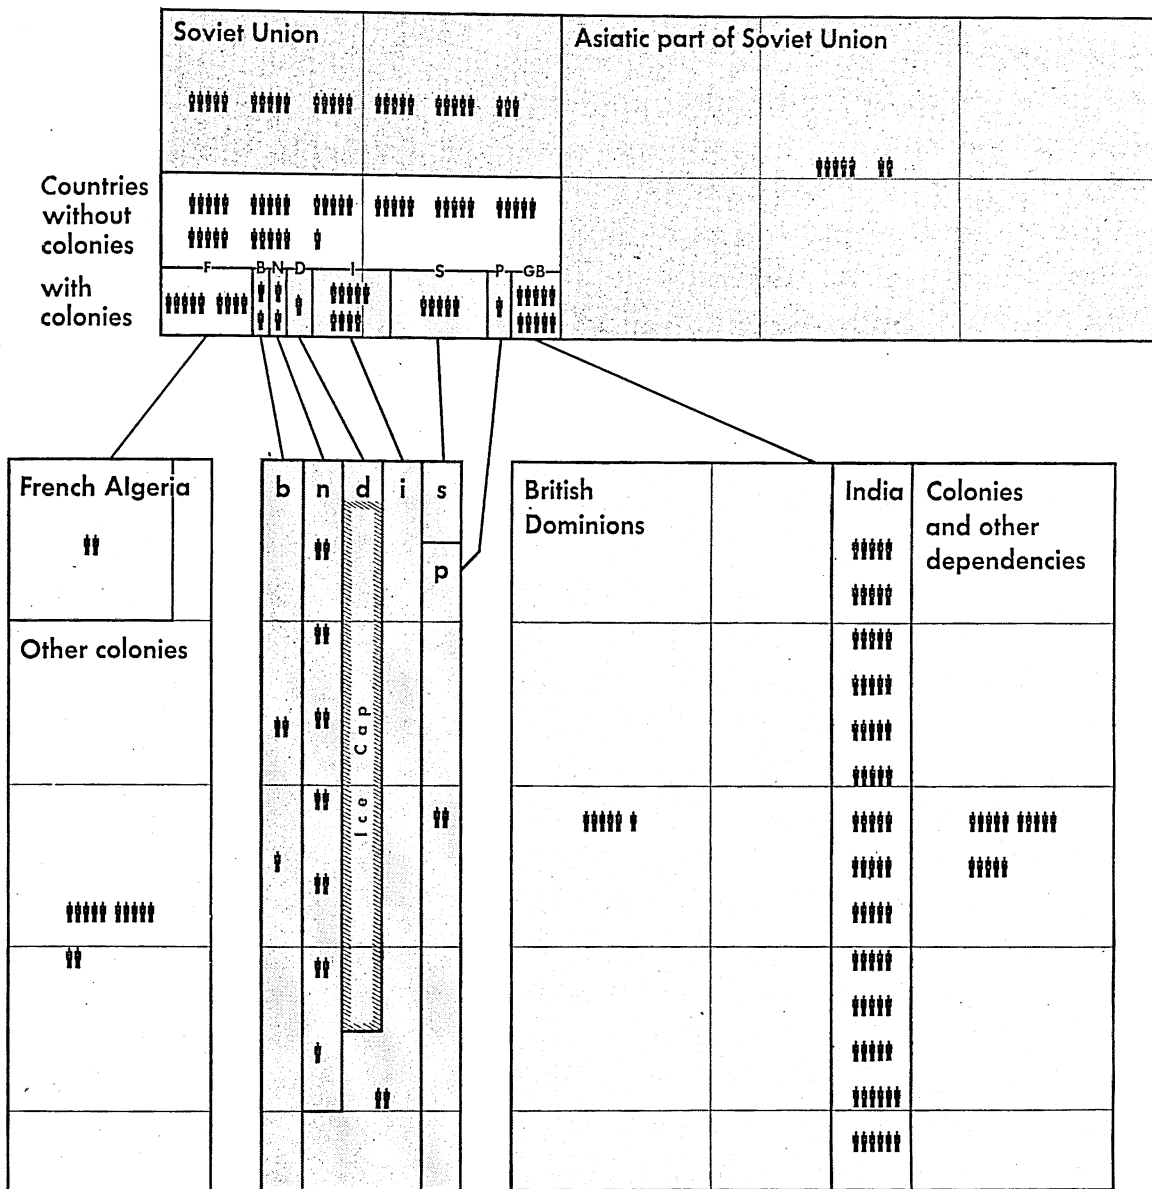 Soviet Union
Asiatic part of Soviet Union
Countries
without
colonies
F B N D I S P GB
with
colonies
French Algeria
b n d i s
p
British
Dominions
India
Colonies
and other
dependencies
Other colonies
Ice Cap